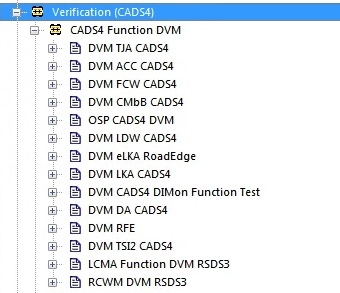 Verification (CADS4)
CADS4 Function DVM
DVM TJA CADS4
DVM ACC CADS4
DVM FCW CADS4
DVM CMbB CADS4
OSP CADS4 DVM
DVM LDW CADS4
DVM eLKA RoadEdge
DVM LKA CADS4
DVM CADS4 DIMon Function Test
DVM DA CADS4
DVM RFE
DVM TSI2 CADS4
LCMA Function DVM RSDS3
RCWM DVM RSDS3